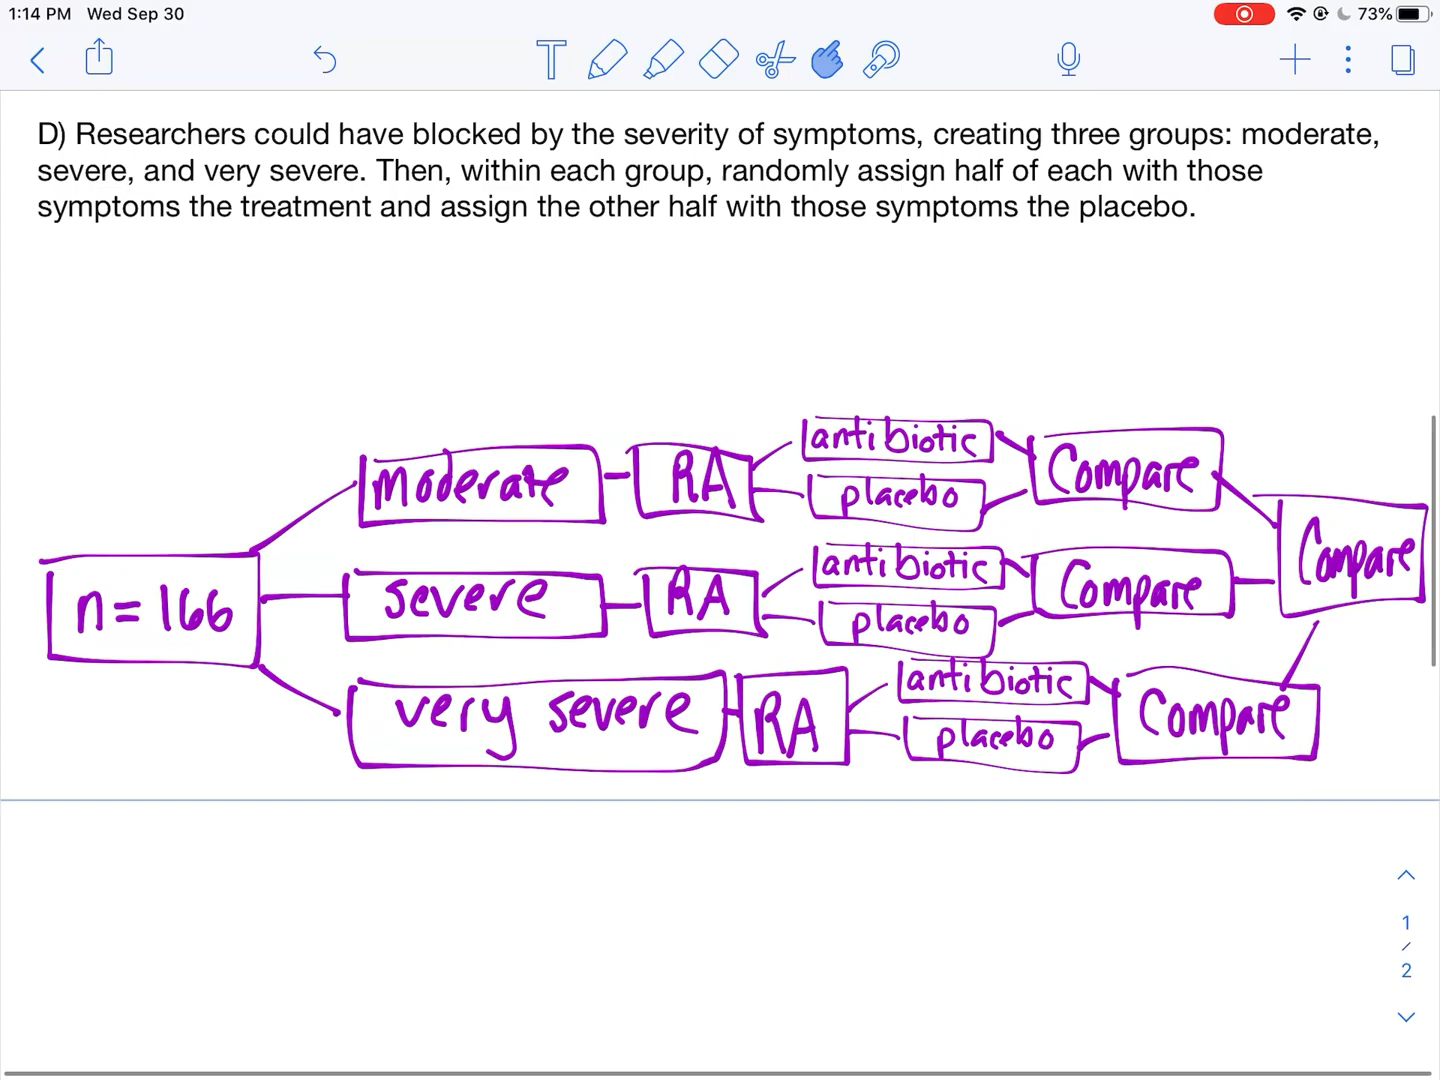 1:14 PM Wed Sep 30
73%
D) Researchers could have blocked by the severity of symptoms, creating three groups: moderate,
severe, and very severe. Then, within each group, randomly assign half of each with those
symptoms the treatment and assign the other half with those symptoms the placebo.
n=166
moderate RA antibiotic placebo Compare
severe RA antibiotic placebo Compare
very severe RA antibiotic placebo Compare
Compare
1
/
2